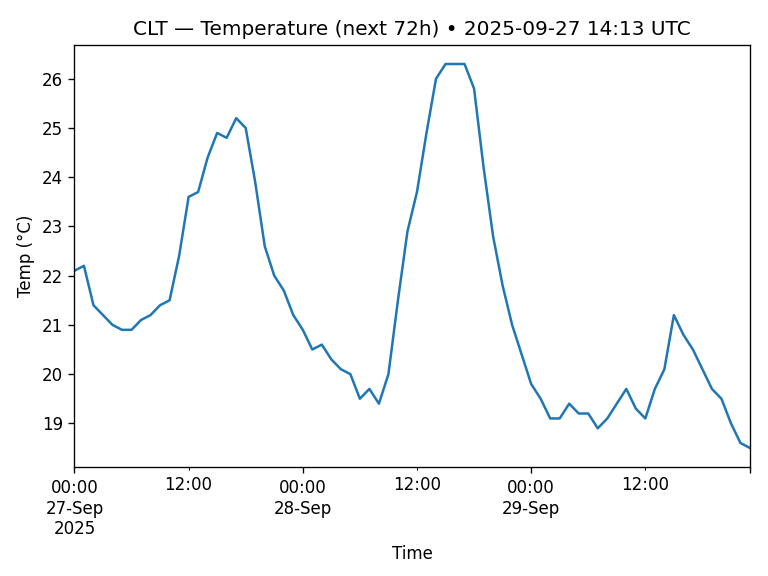 CLT — Temperature (next 72h) • 2025-09-27 14:13 UTC
26
25
24
23
22
21
20
19
Temp (°C)
00:00 12:00 00:00 12:00 00:00 12:00
27-Sep 28-Sep 29-Sep
2025
Time